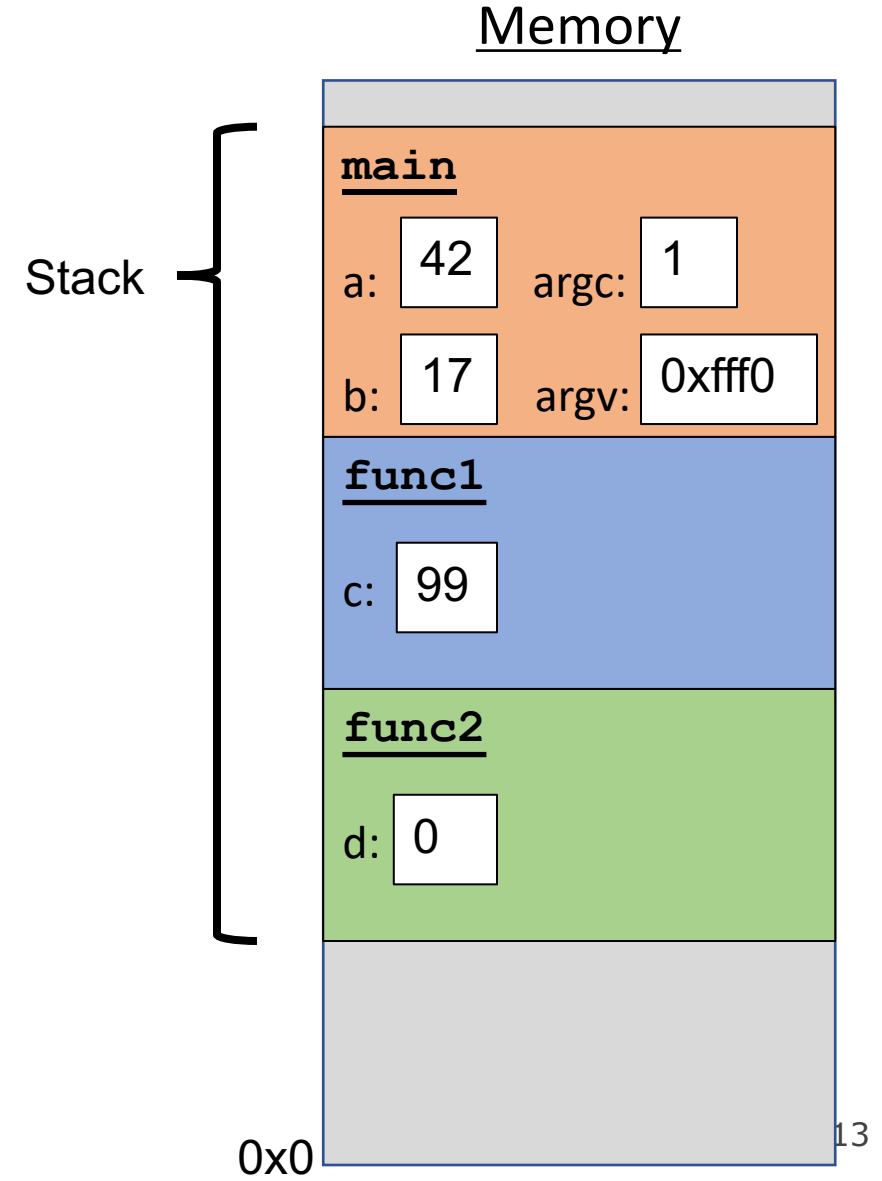 Memory
main
Stack
a: 42 argc: 1
b: 17 argv: 0xfff0
func1
c: 99
func2
d: 0
13
0x0